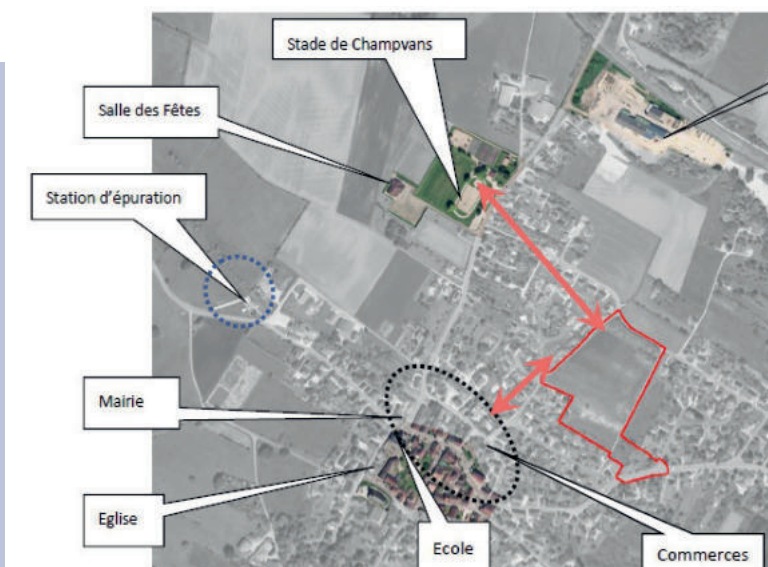 Stade de Champvans
Salle des Fêtes
Station d'épuration
Mairie
Eglise
Ecole
Commerces